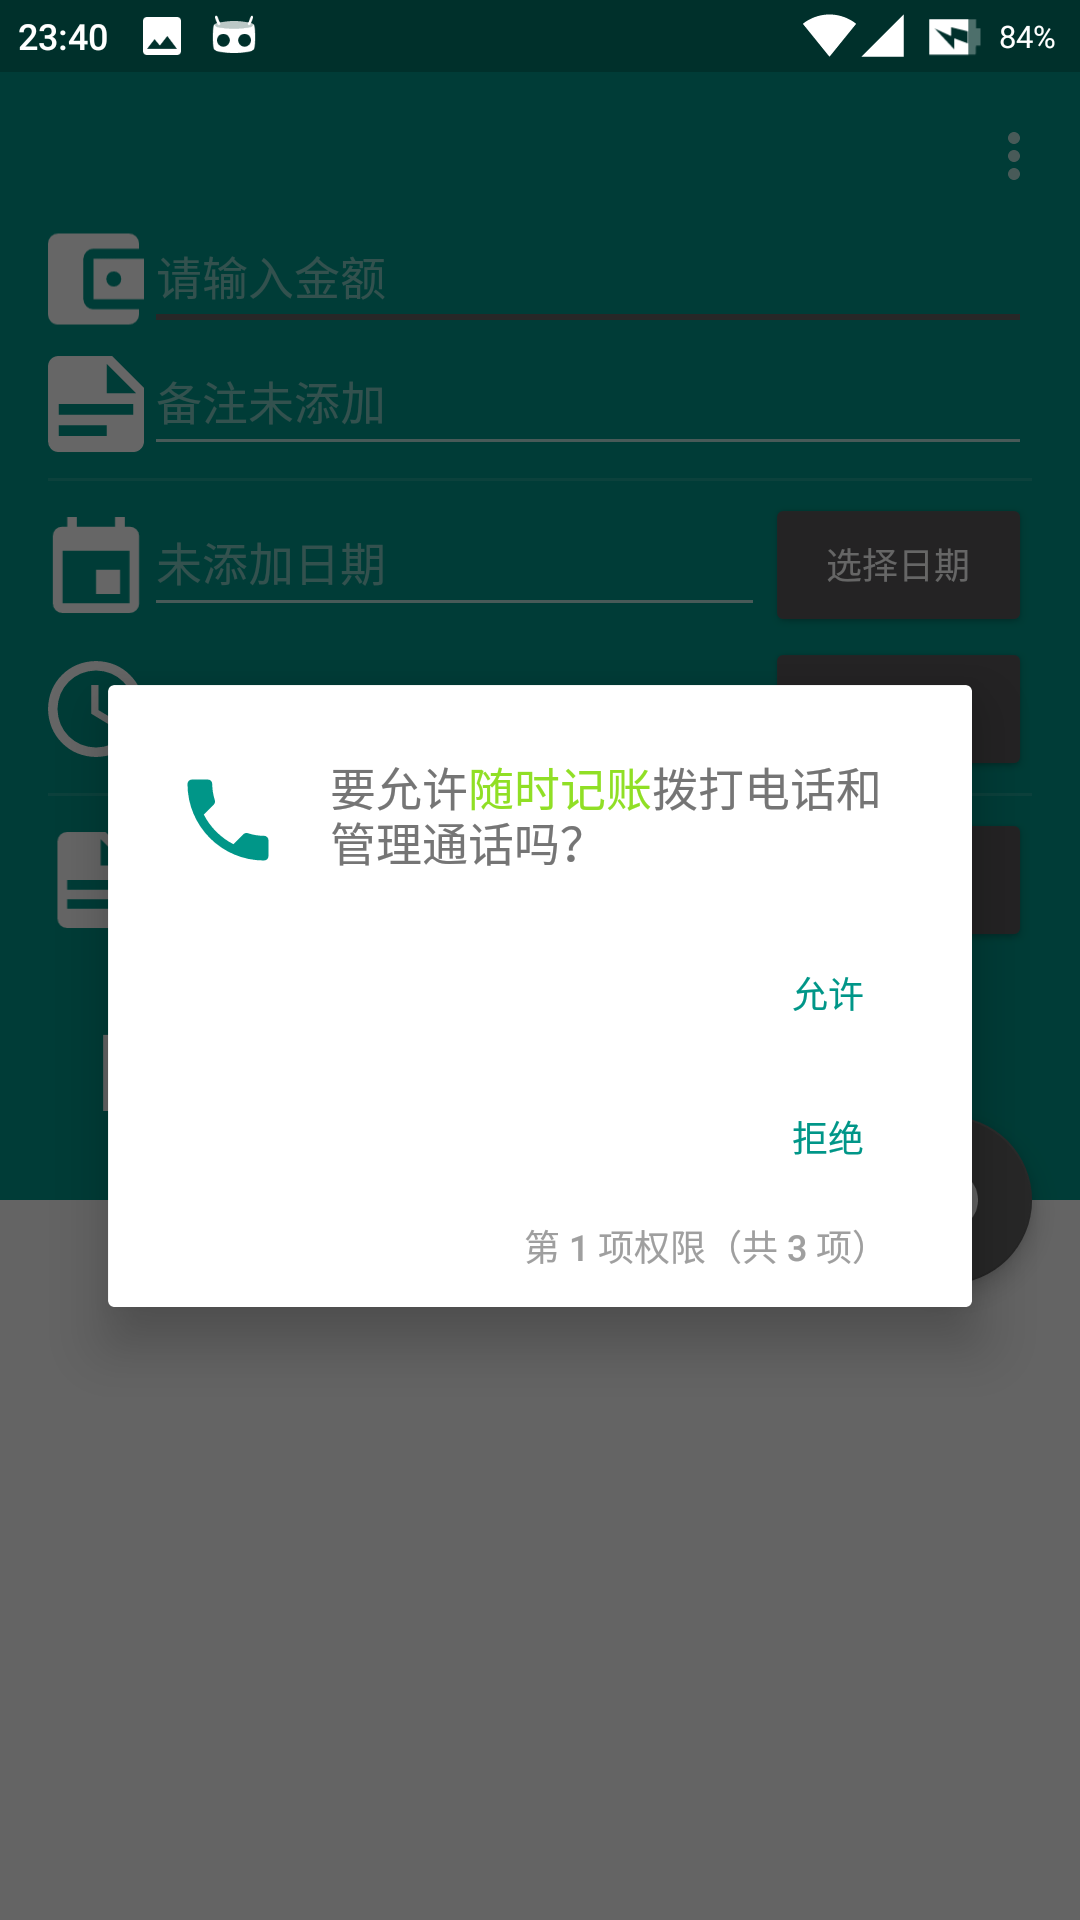 23:40
84%
请输入金额
备注未添加
未添加日期
选择日期
要允许随时记账拨打电话和
管理通话吗？
允许
拒绝
第 1 项权限（共 3 项）